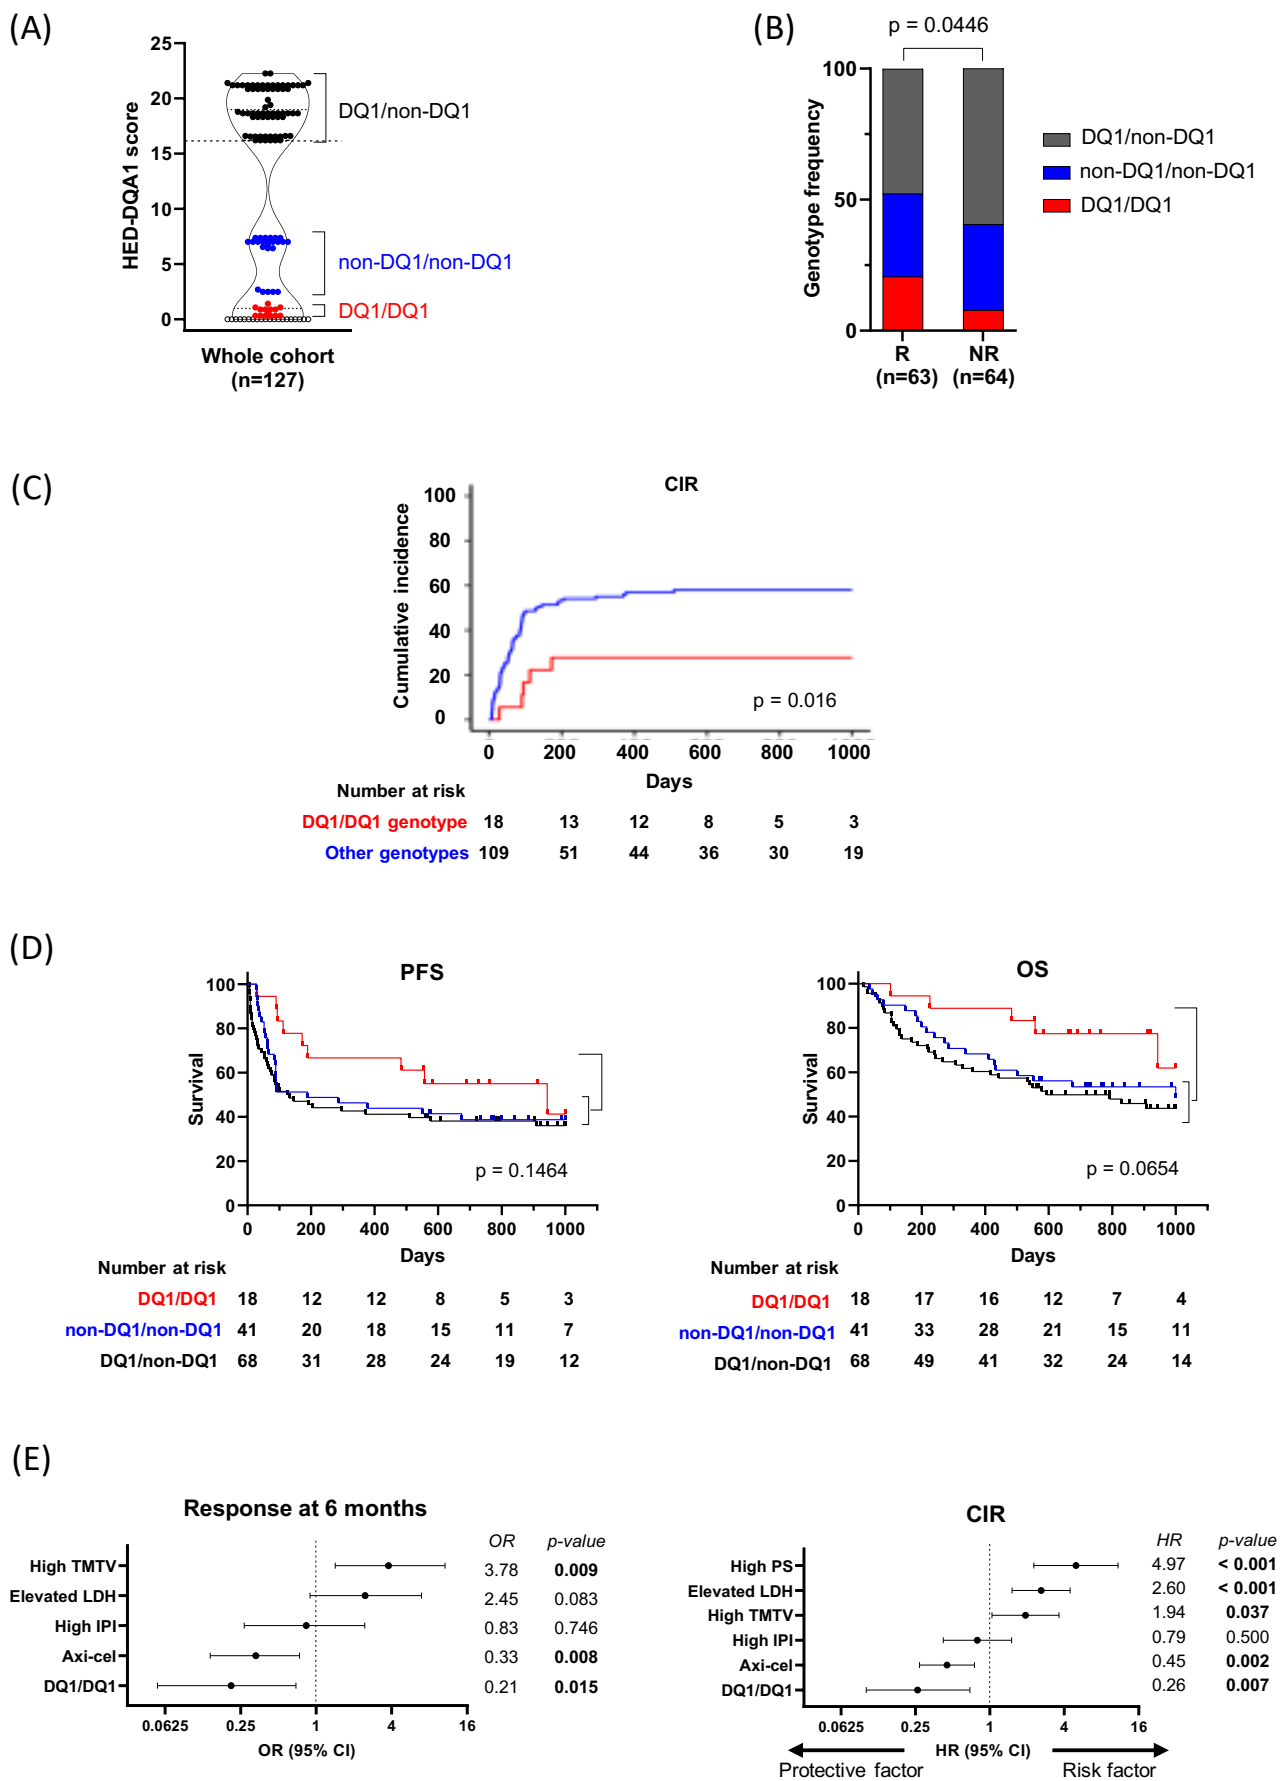 (A)
25
20
15
10
5
0
HED-DQA1 score
DQ1/non-DQ1
non-DQ1/non-DQ1
DQ1/DQ1
Whole cohort
(n=127)
(B)
p = 0.0446
100
50
0
Genotype frequency
R
(n=63)
NR
(n=64)
DQ1/non-DQ1
non-DQ1/non-DQ1
DQ1/DQ1
(C)
CIR
100
80
60
40
20
0
Cumulative incidence
p = 0.016
0 200 400 600 800 1000
Days
Number at risk
DQ1/DQ1 genotype 18 13 12 8 5 3
Other genotypes 109 51 44 36 30 19
(D)
PFS
100
80
60
40
20
0
Survival
p = 0.1464
0 200 400 600 800 1000
Days
Number at risk
DQ1/DQ1 18 12 12 8 5 3
non-DQ1/non-DQ1 41 20 18 15 11 7
DQ1/non-DQ1 68 31 28 24 19 12
OS
100
80
60
40
20
0
Survival
p = 0.0654
0 200 400 600 800 1000
Days
Number at risk
DQ1/DQ1 18 17 16 12 7 4
non-DQ1/non-DQ1 41 33 28 21 15 11
DQ1/non-DQ1 68 49 41 32 24 14
(E)
Response at 6 months
OR p-value
High TMTV 3.78 0.009
Elevated LDH 2.45 0.083
High IPI 0.83 0.746
Axi-cel 0.33 0.008
DQ1/DQ1 0.21 0.015
0.0625 0.25 1 4 16
OR (95% CI)
CIR
HR p-value
High PS 4.97 < 0.001
Elevated LDH 2.60 < 0.001
High TMTV 1.94 0.037
High IPI 0.79 0.500
Axi-cel 0.45 0.002
DQ1/DQ1 0.26 0.007
0.0625 0.25 1 4 16
HR (95% CI)
Protective factor Risk factor